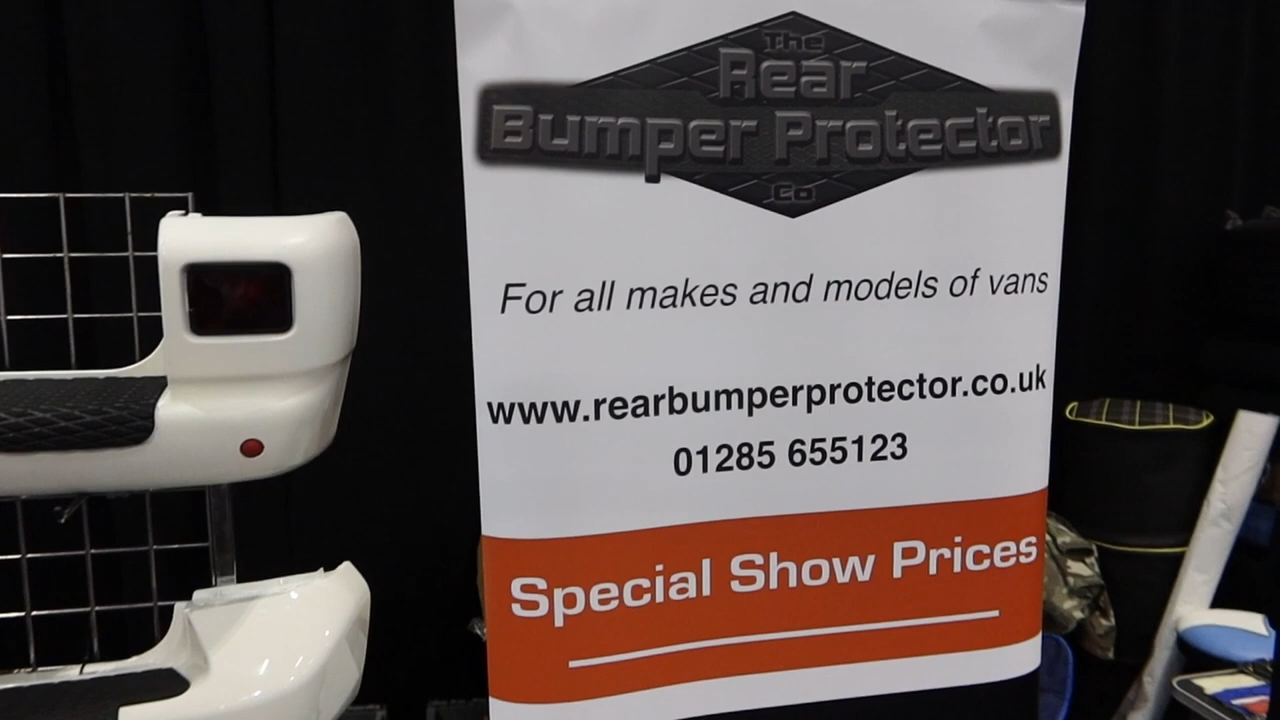 The
Rear
Bumper Protector
Co
For all makes and models of vans
www.rearbumperprotector.co.uk
01285 655123
Special Show Prices